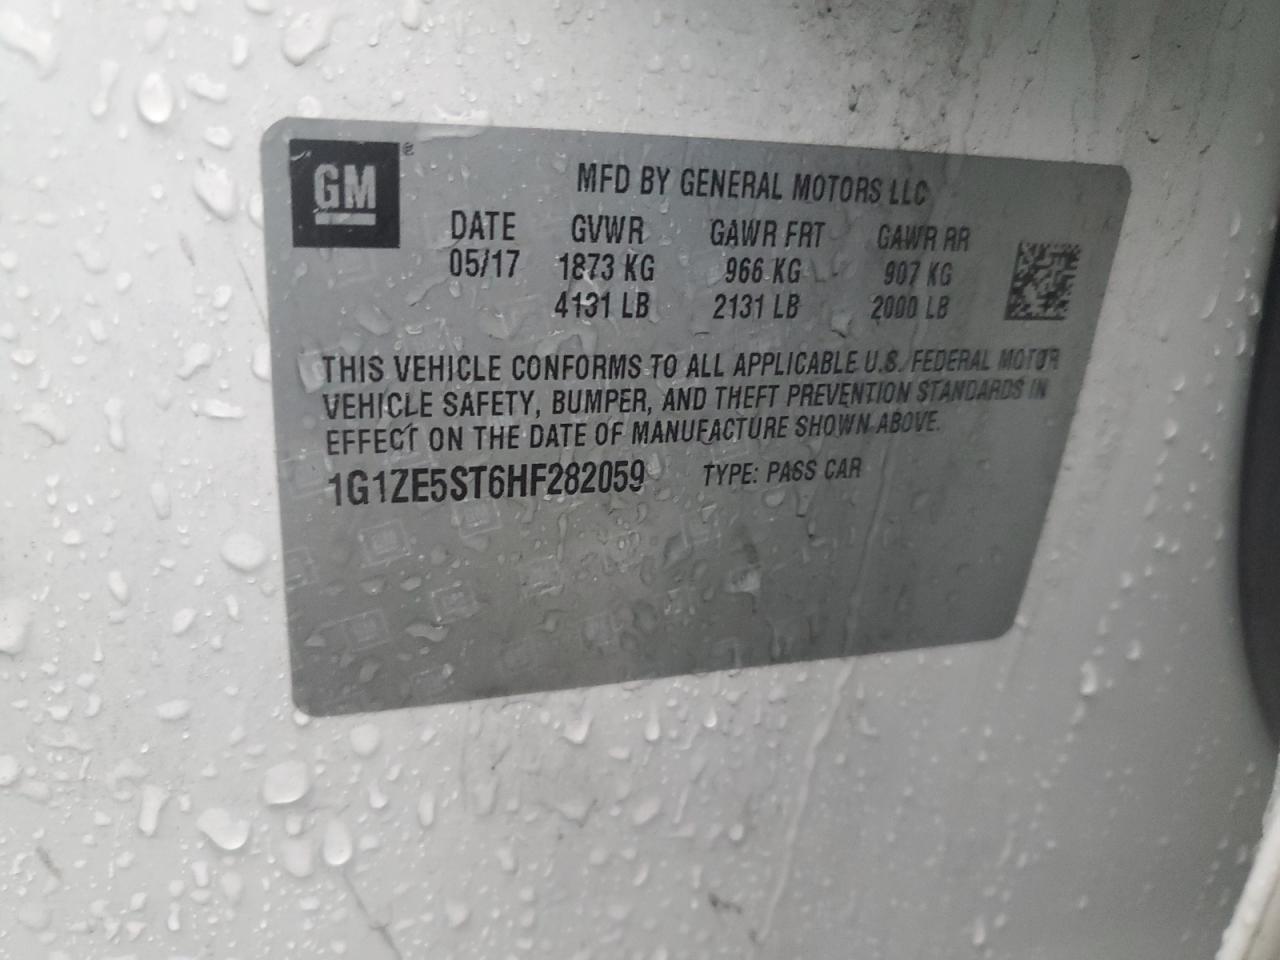 GM
MFD BY GENERAL MOTORS LLC
DATE GVWR GAWR FRT GAWR RR
05/17 1873 KG 966 KG 907 KG
4131 LB 2131 LB 2000 LB
THIS VEHICLE CONFORMS TO ALL APPLICABLE U.S. FEDERAL MOTOR
VEHICLE SAFETY, BUMPER, AND THEFT PREVENTION STANDARDS IN
EFFECT ON THE DATE OF MANUFACTURE SHOWN ABOVE.
1G1ZE5ST6HF282059 TYPE: PASS CAR